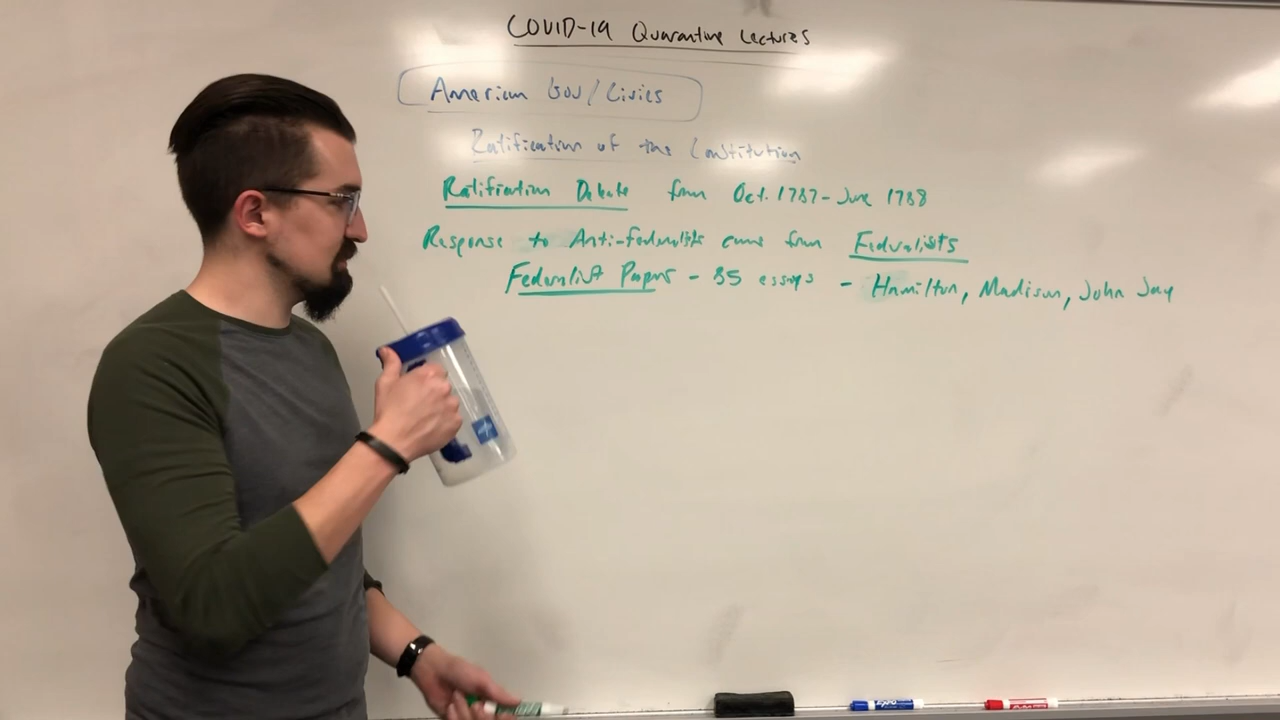 COVID-19 Quarantine Lectures
American Gov/Civics
Ratification of the Constitution
Ratification Debate from Oct. 1787-June 1788
Response to Anti-federalists came from Federalists
Federalist Papers - 85 essays - Hamilton, Madison, John Jay
EXPO